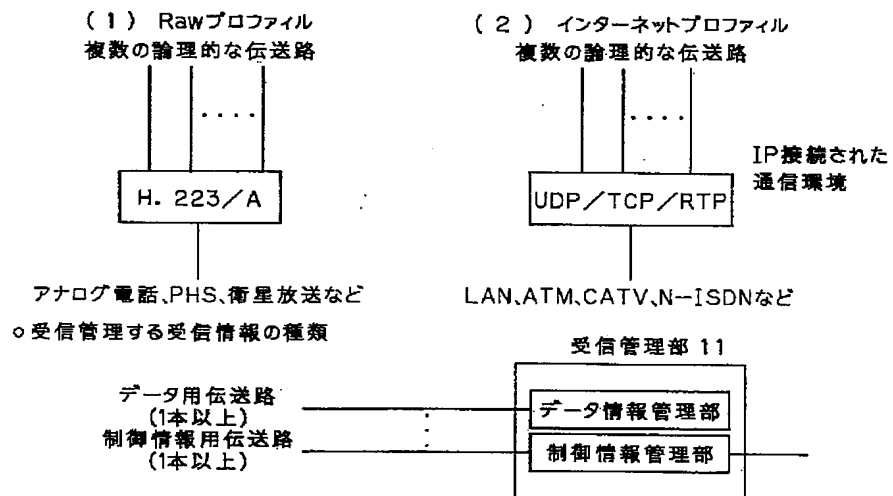 (1) Rawプロファイル
複数の論理的な伝送路
・・・・
H. 223/A
アナログ電話、PHS、衛星放送など
(2) インターネットプロファイル
複数の論理的な伝送路
・・・・
UDP/TCP/RTP
IP接続された
通信環境
LAN、ATM、CATV、N-ISDNなど
○受信管理する受信情報の種類
受信管理部 11
データ用伝送路
(1本以上)
制御情報用伝送路
(1本以上)
データ情報管理部
制御情報管理部